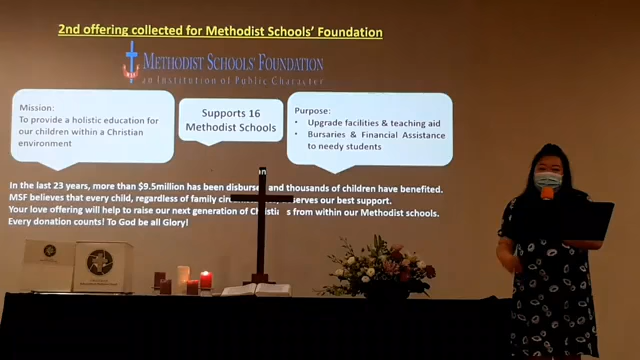 2nd offering collected for Methodist Schools' Foundation
METHODIST SCHOOLS' FOUNDATION
an Institution of Public Character
Mission:
To provide a holistic education for
our children within a Christian
environment
Supports 16
Methodist Schools
Purpose:
• Upgrade facilities & teaching aid
• Bursaries & Financial Assistance
to needy students
In the last 23 years, more than $9.5million has been disburs and thousands of children have benefited.
MSF believes that every child, regardless of family circu serves our best support.
Your love offering will help to raise our next generation of Christia s from within our Methodist schools.
Every donation counts! To God be all Glory!